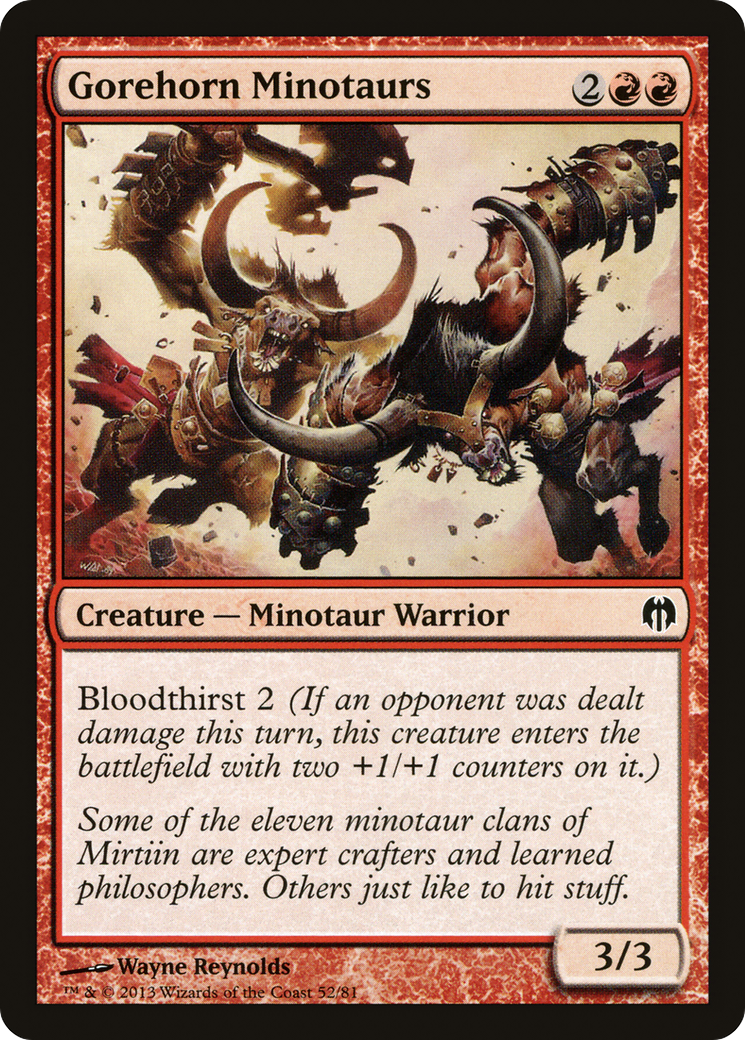 Gorehorn Minotaurs
2
Creature — Minotaur Warrior
Bloodthirst 2 (If an opponent was dealt
damage this turn, this creature enters the
battlefield with two +1/+1 counters on it.)
Some of the eleven minotaur clans of
Mirtiin are expert crafters and learned
philosophers. Others just like to hit stuff.
3/3
Wayne Reynolds
™ & © 2013 Wizards of the Coast 52/81